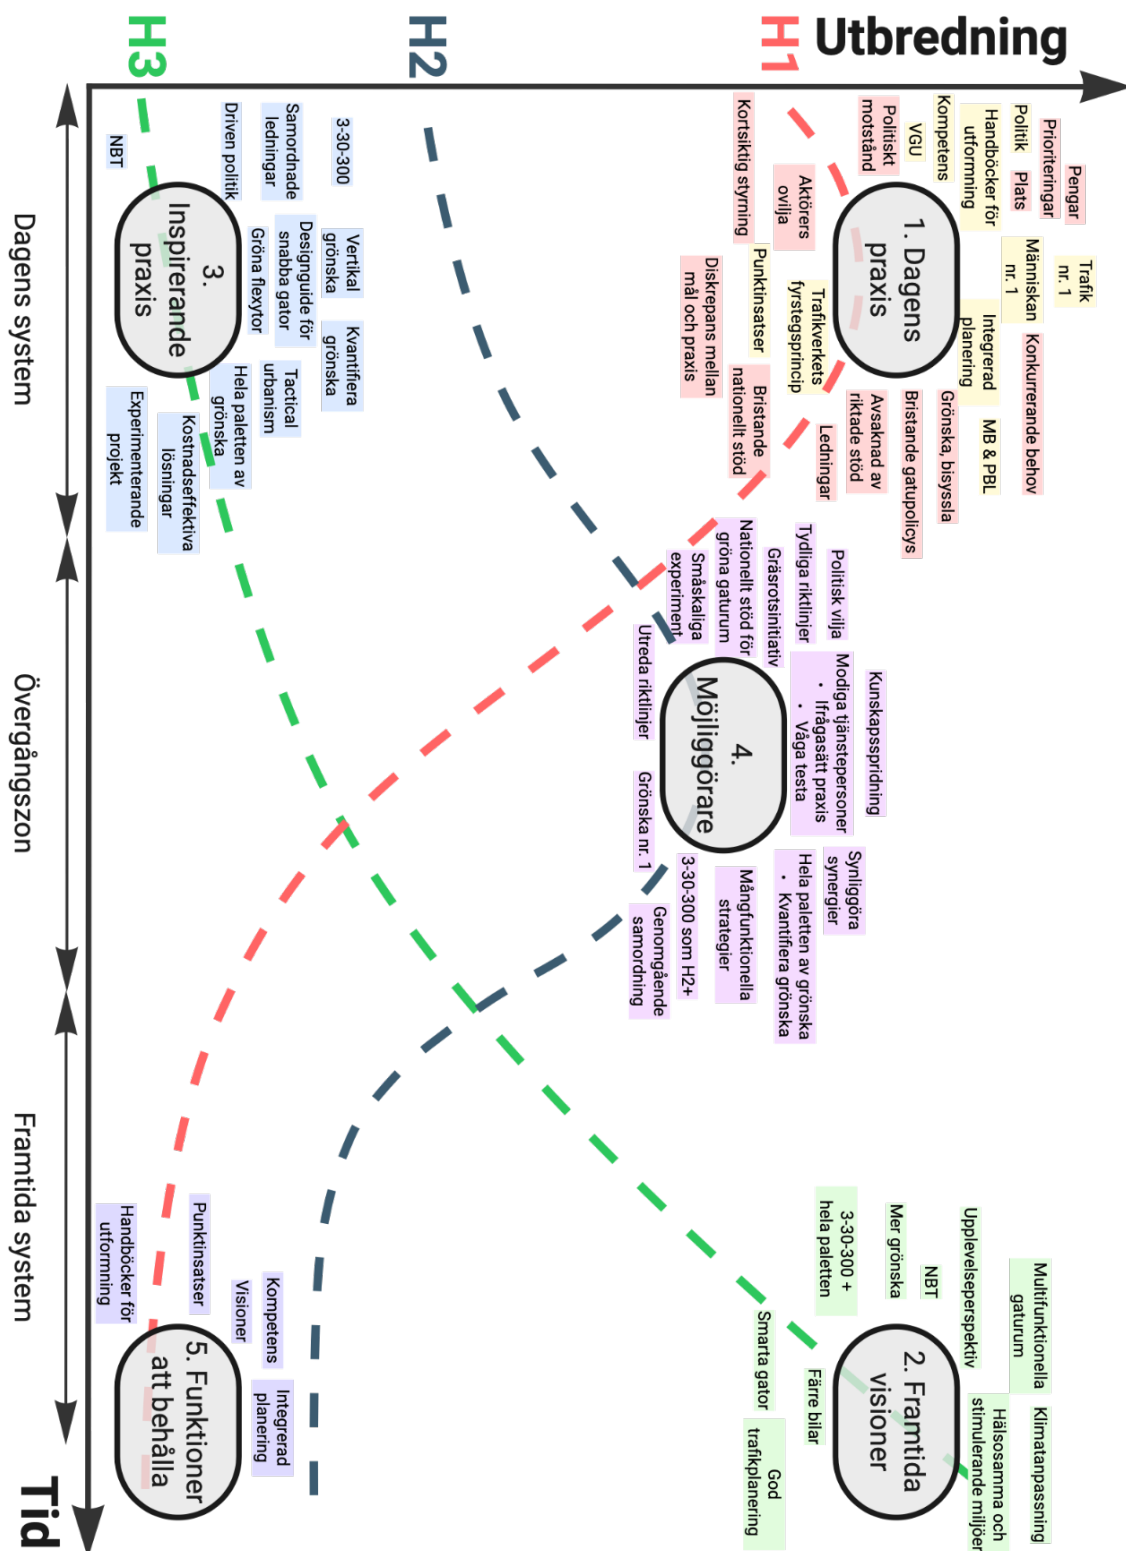 Utbredning
H1
H2
H3
Pengar
Prioriteringar
Plats
Politik
Handböcker för
utformning
Kompetens
VGU
Politiskt
motstånd
Aktörers
ovilja
Kortsiktig styrning
Trafik
nr. 1
Människan
nr. 1
Integrerad
planering
1. Dagens
praxis
Trafikverkets
fyrstegsprincip
Punktinsatser
Diskrepans mellan
mål och praxis
Konkurrerande behov
MB & PBL
Grönska, bisyssla
Bristande gatupolicys
Avsaknad av
riktade stöd
Ledningar
Bristande
nationellt stöd
3-30-300
Samordnade
ledningar
Driven politik
NBT
Vertikal
grönska
Designguide för
snabba gator
Gröna flexytor
3.
Inspirerande
praxis
Kvantifiera
grönska
Tactical
urbanism
Hela paletten av
grönska
Kostnadseffektiva
lösningar
Experimenterande
projekt
Politisk vilja
Tydliga riktlinjer
Gräsrotsinitiativ
Nationellt stöd för
gröna gaturum
Småskaliga
experiment
Utreda riktlinjer
Kunskapsspridning
Modiga tjänstepersoner
• Ifrågasätt praxis
• Våga testa
4.
Möjliggörare
Grönska nr. 1
Synliggöra
synergier
Hela paletten av grönska
• Kvantifiera grönska
Mångfunktionella
strategier
3-30-300 som H2+
Genomgående
samordning
Multifunktionella
gaturum
Upplevelseperspektiv
NBT
Mer grönska
3-30-300 +
hela paletten
Smarta gator
Färre bilar
God
trafikplanering
2. Framtida
visioner
Klimatanpassning
Hälsosamma och
stimulerande miljöer
Kompetens
Visioner
Punktinsatser
Handböcker för
utformning
Integrerad
planering
5. Funktioner
att behålla
Dagens system
Övergångszon
Framtida system
Tid